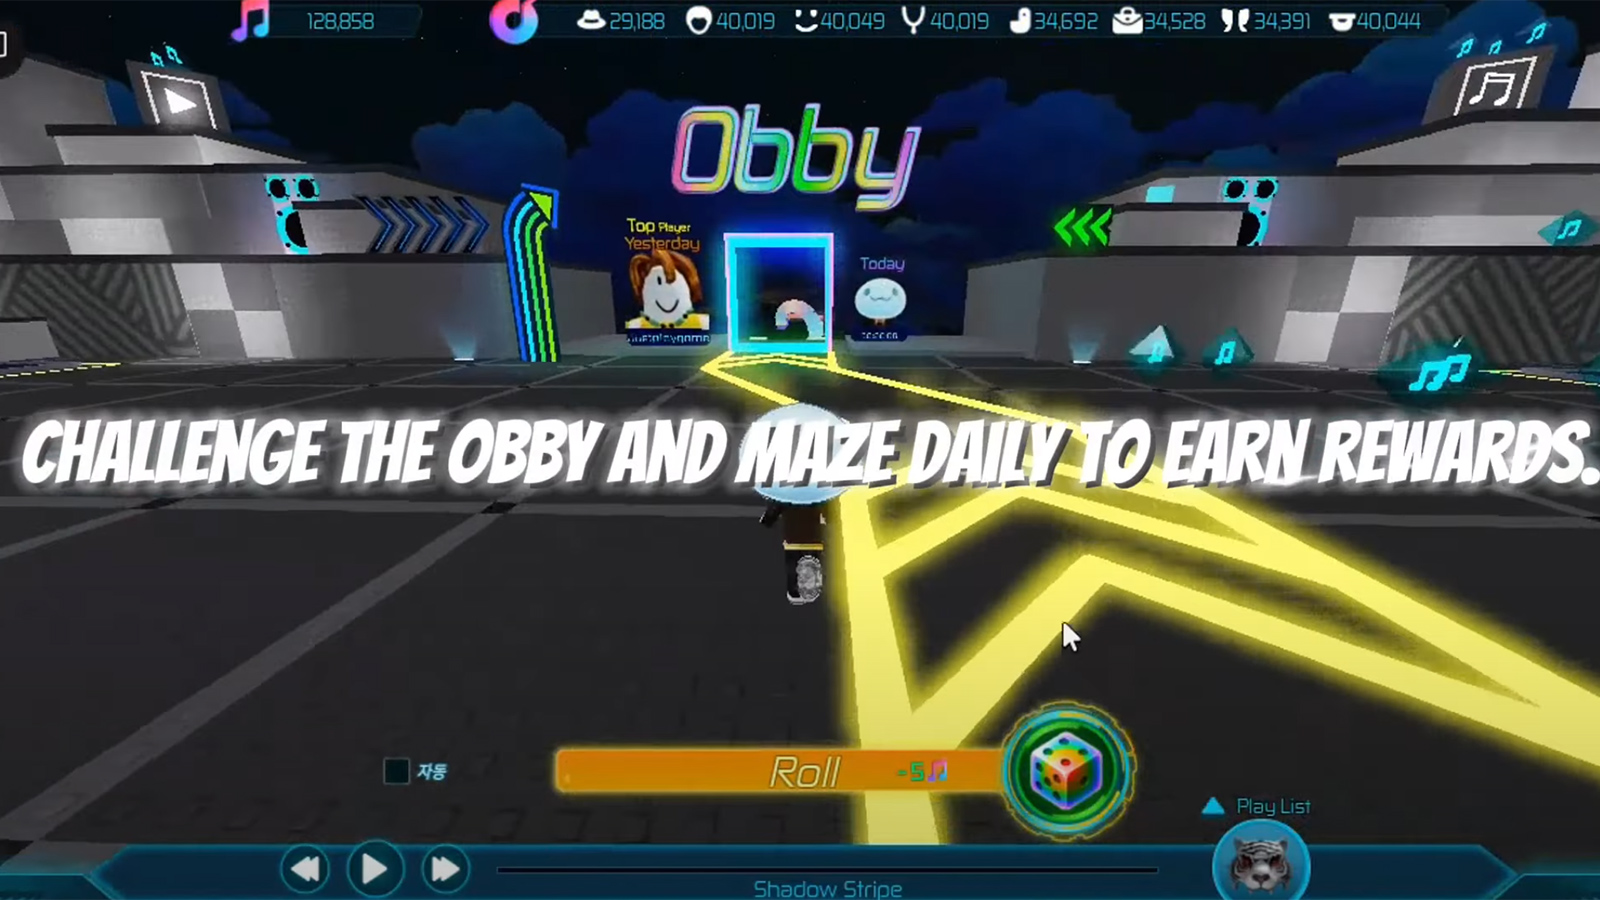 128,858
29,188 40,019 40,049 40,019 34,692 34,528 34,391 40,044
Obby
Top Player
Yesterday
Today
CHALLENGE THE OBBY AND MAZE DAILY TO EARN REWARDS.
자동
Roll -5
Play List
Shadow Stripe